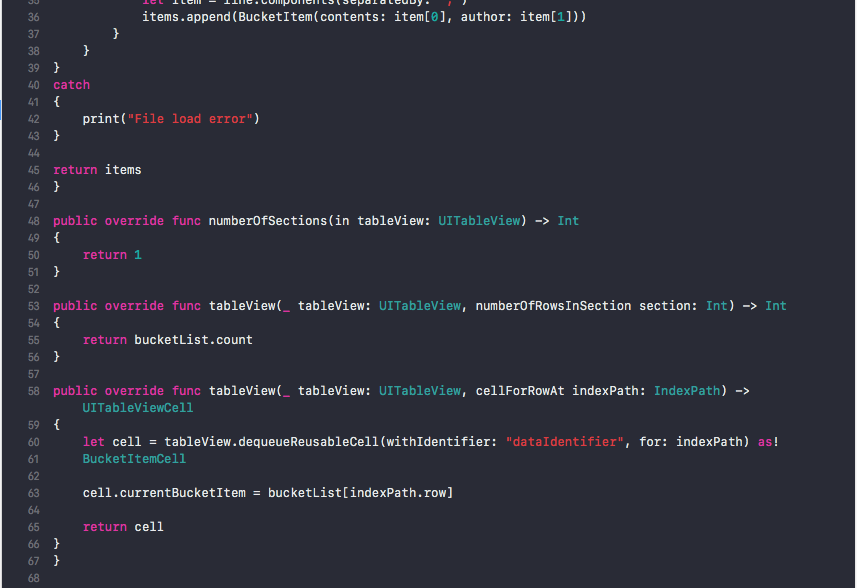 35 let item = line.components(separatedBy: ", ")
36 items.append(BucketItem(contents: item[0], author: item[1]))
37 }
38 }
39 }
40 catch
41 {
42 print("File load error")
43 }
44
45 return items
46 }
47
48 public override func numberOfSections(in tableView: UITableView) -> Int
49 {
50 return 1
51 }
52
53 public override func tableView(_ tableView: UITableView, numberOfRowsInSection section: Int) -> Int
54 {
55 return bucketList.count
56 }
57
58 public override func tableView(_ tableView: UITableView, cellForRowAt indexPath: IndexPath) ->
UITableViewCell
59 {
60 let cell = tableView.dequeueReusableCell(withIdentifier: "dataIdentifier", for: indexPath) as!
61 BucketItemCell
62
63 cell.currentBucketItem = bucketList[indexPath.row]
64
65 return cell
66 }
67 }
68